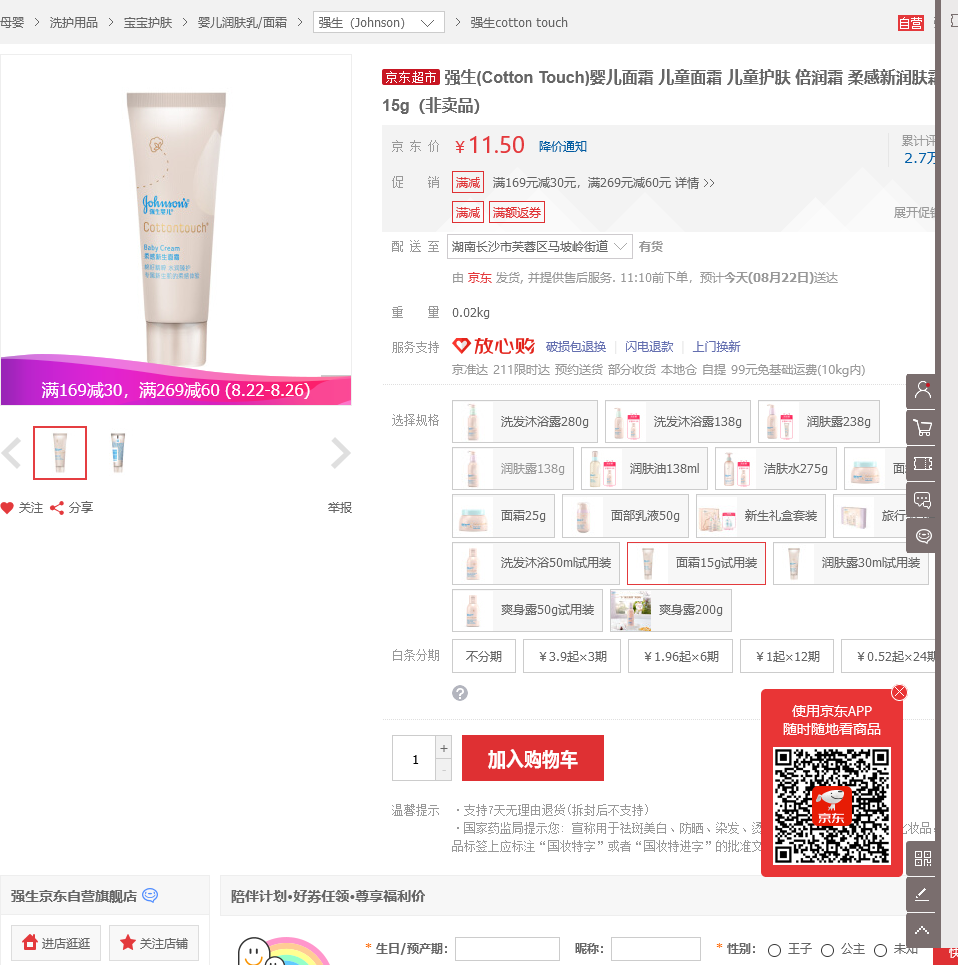 母婴 > 洗护用品 > 宝宝护肤 > 婴儿润肤乳/面霜 > 强生（Johnson） > 强生cotton touch
自营
京东超市 强生(Cotton Touch)婴儿面霜 儿童面霜 儿童护肤 倍润霜 柔感新润肤霜
15g（非卖品）
京 东 价 ￥11.50 降价通知
累计评
2.7万
促 销 满减 满169元减30元，满269元减60元 详情 >>
满减 满额返券
展开促销
配 送 至 湖南长沙市芙蓉区马坡岭街道 有货
由 京东 发货, 并提供售后服务. 11:10前下单，预计今天(08月22日)送达
重 量 0.02kg
服务支持 放心购 破损包退换 闪电退款 上门换新
京准达 211限时达 预约送货 部分收货 本地仓 自提 99元免基础运费(10kg内)
Johnson's
强生婴儿
Cottontouch
Baby Cream
柔感新生面霜
满169减30，满269减60 (8.22-8.26)
关注 分享 举报
选择规格 洗发沐浴露280g 洗发沐浴露138g 润肤露238g
润肤露138g 润肤油138ml 洁肤水275g 面
面霜25g 面部乳液50g 新生礼盒套装 旅行
洗发沐浴50ml试用装 面霜15g试用装 润肤露30ml试用装
爽身露50g试用装 爽身露200g
白条分期 不分期 ￥3.9起×3期 ￥1.96起×6期 ￥1起×12期 ￥0.52起×24期
?
使用京东APP
随时随地看商品
京东
1 + - 加入购物车
温馨提示 ·支持7天无理由退货(拆封后不支持)
·国家药监局提示您：宣称用于祛斑美白、防晒、染发、烫 化妆品
品标签上应标注“国妆特字”或者“国妆特进字”的批准文
强生京东自营旗舰店
进店逛逛 关注店铺
陪伴计划•好券任领•尊享福利价
* 生日/预产期： 昵称： * 性别： 王子 公主 未知